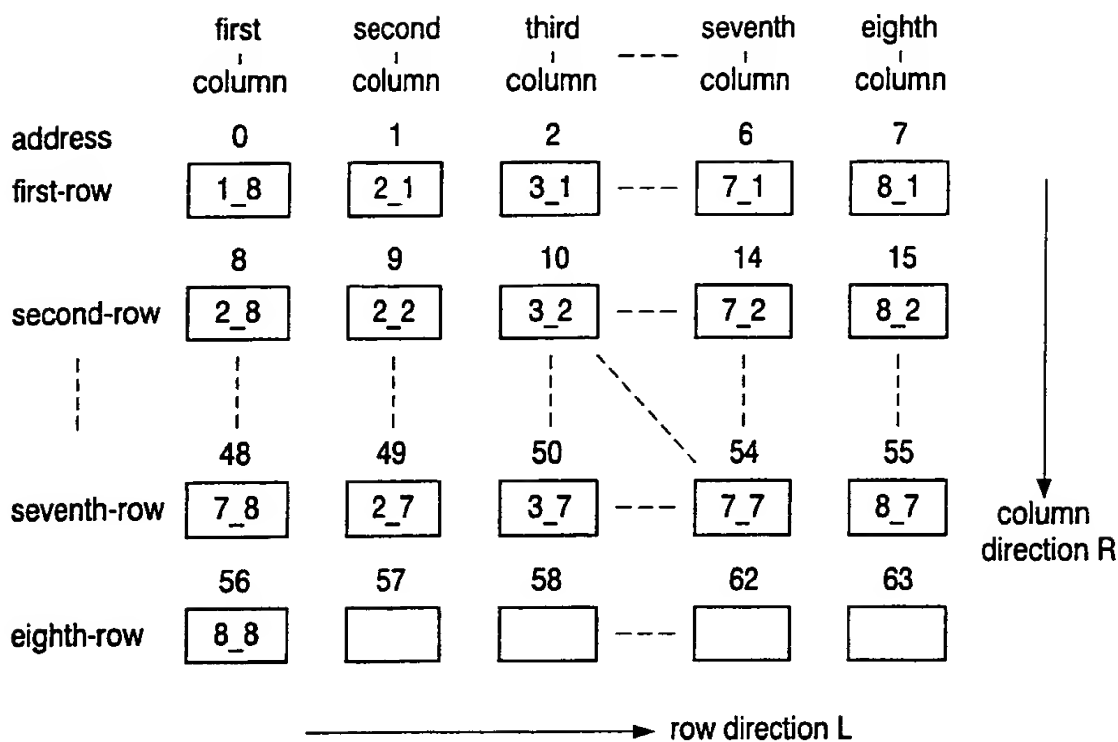 first second third seventh eighth
column column column column column
address 0 1 2 6 7
first-row 1_8 2_1 3_1 7_1 8_1
8 9 10 14 15
second-row 2_8 2_2 3_2 7_2 8_2
48 49 50 54 55
seventh-row 7_8 2_7 3_7 7_7 8_7
column
direction R
56 57 58 62 63
eighth-row 8_8
row direction L